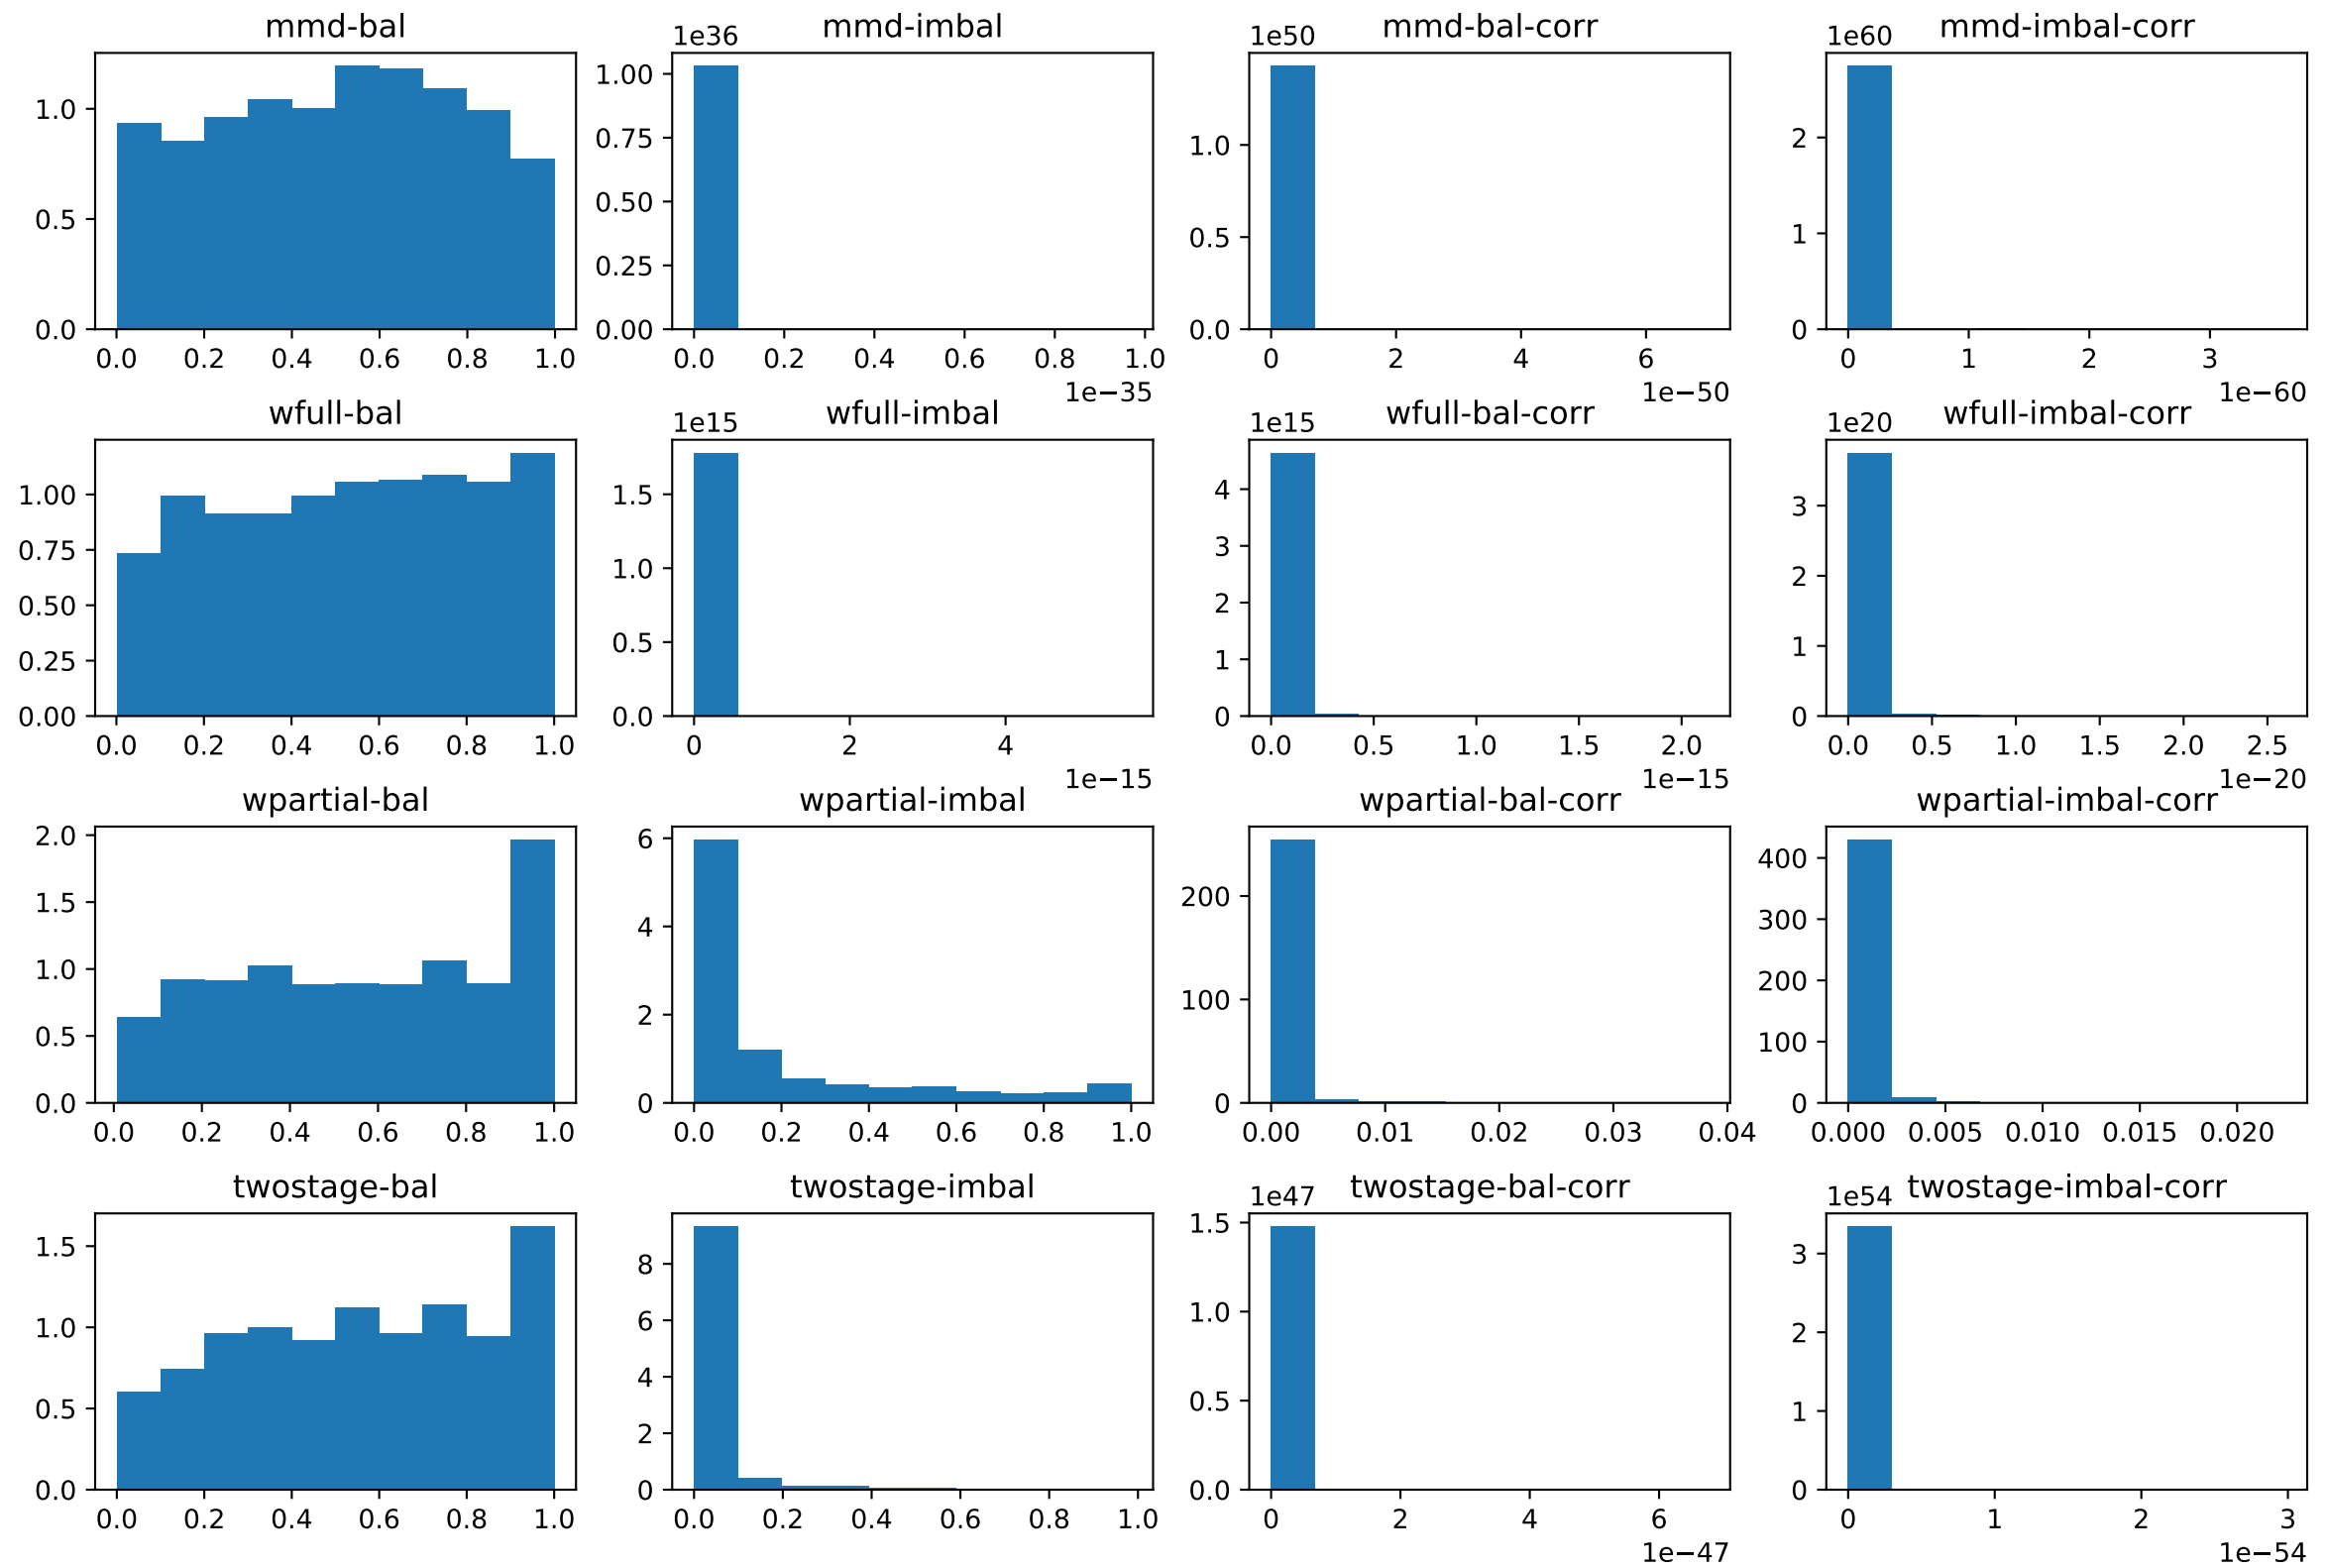 mmd-bal
1.0
0.5
0.0
0.0 0.2 0.4 0.6 0.8 1.0
mmd-imbal
1e36
1.00
0.75
0.50
0.25
0.00
0.0 0.2 0.4 0.6 0.8 1.0
1e−35
mmd-bal-corr
1e50
1.0
0.5
0.0
0 2 4 6
1e−50
mmd-imbal-corr
1e60
2
1
0
0 1 2 3
1e−60
wfull-bal
1.00
0.75
0.50
0.25
0.00
0.0 0.2 0.4 0.6 0.8 1.0
wfull-imbal
1e15
1.5
1.0
0.5
0.0
0 2 4
1e−15
wfull-bal-corr
1e15
4
3
2
1
0
0.0 0.5 1.0 1.5 2.0
1e−15
wfull-imbal-corr
1e20
3
2
1
0
0.0 0.5 1.0 1.5 2.0 2.5
1e−20
wpartial-bal
2.0
1.5
1.0
0.5
0.0
0.0 0.2 0.4 0.6 0.8 1.0
wpartial-imbal
6
4
2
0
0.0 0.2 0.4 0.6 0.8 1.0
wpartial-bal-corr
200
100
0
0.00 0.01 0.02 0.03 0.04
wpartial-imbal-corr
400
300
200
100
0
0.000 0.005 0.010 0.015 0.020
twostage-bal
1.5
1.0
0.5
0.0
0.0 0.2 0.4 0.6 0.8 1.0
twostage-imbal
8
6
4
2
0
0.0 0.2 0.4 0.6 0.8 1.0
twostage-bal-corr
1e47
1.5
1.0
0.5
0.0
0 2 4 6
1e−47
twostage-imbal-corr
1e54
3
2
1
0
0 1 2 3
1e−54